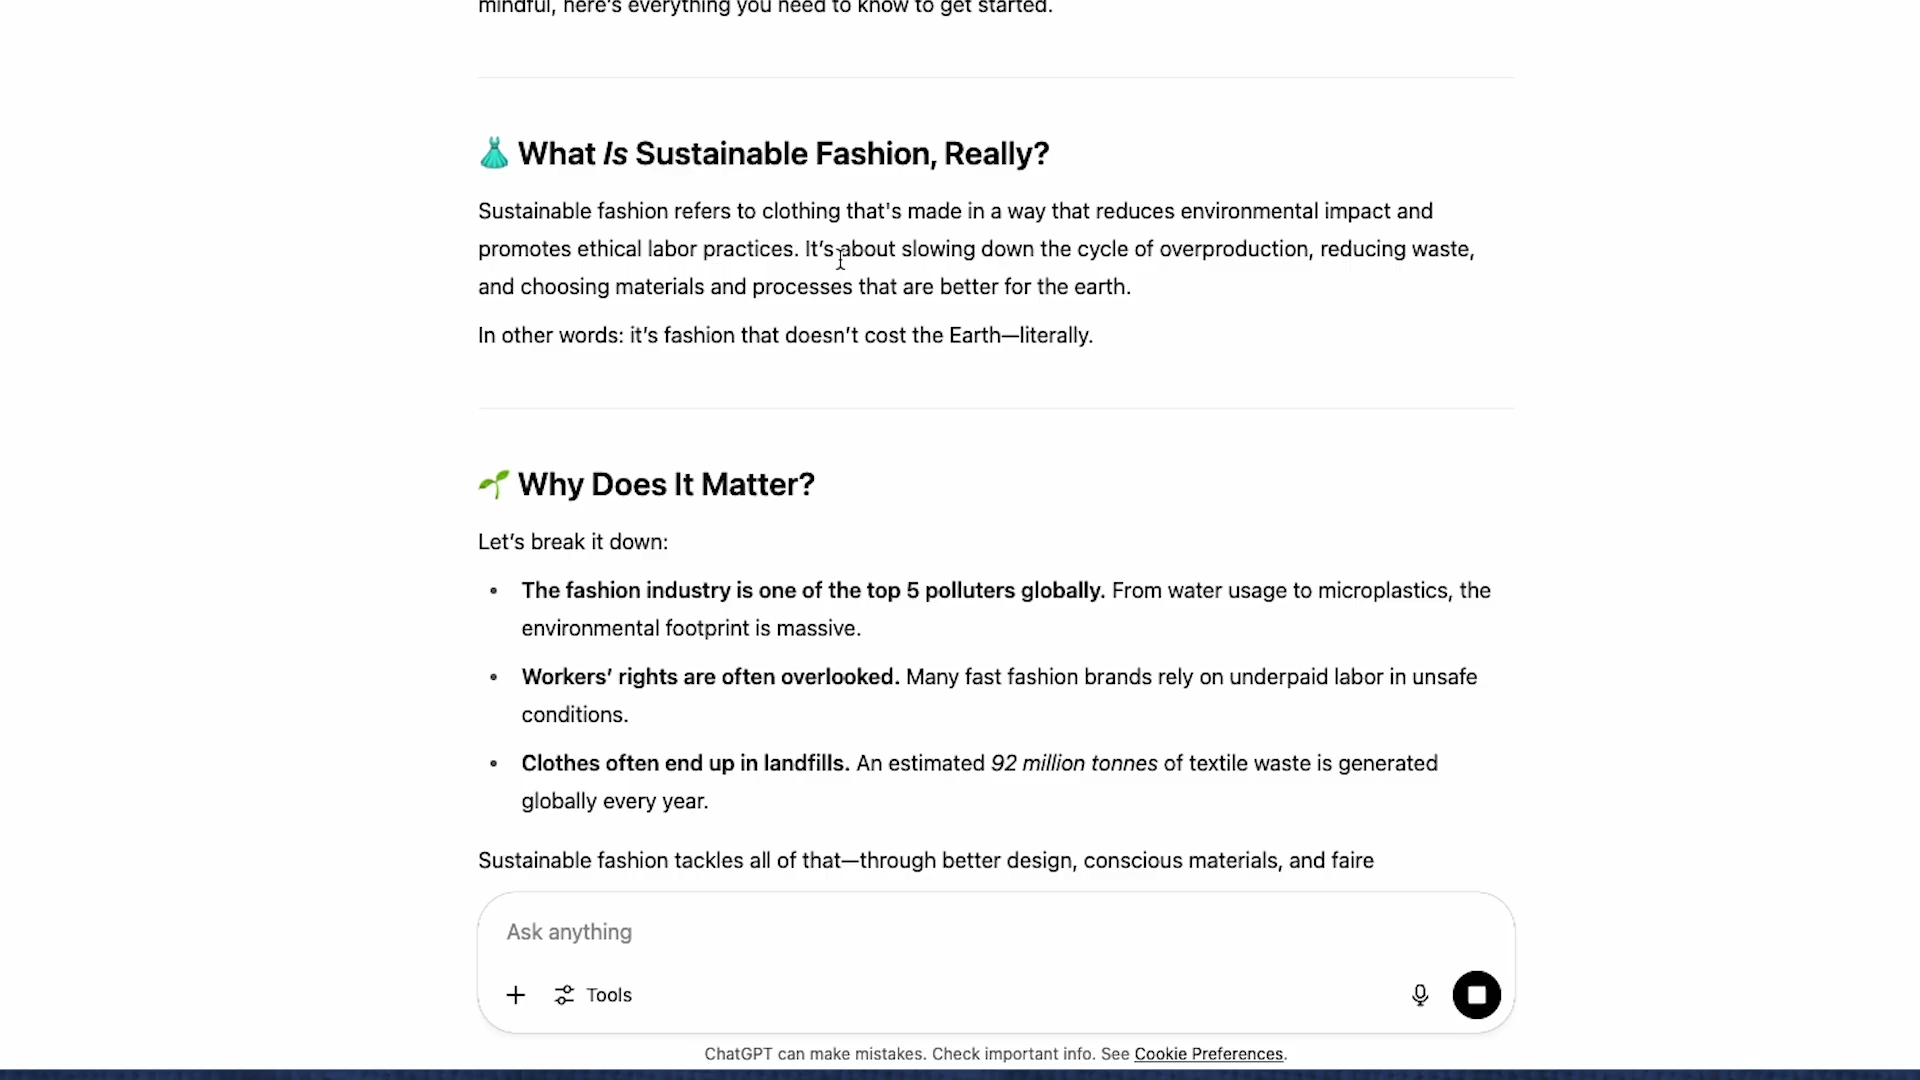 mindful, here's everything you need to know to get started.
What Is Sustainable Fashion, Really?
Sustainable fashion refers to clothing that's made in a way that reduces environmental impact and
promotes ethical labor practices. It’s about slowing down the cycle of overproduction, reducing waste,
and choosing materials and processes that are better for the earth.
In other words: it’s fashion that doesn’t cost the Earth—literally.
Why Does It Matter?
Let’s break it down:
• The fashion industry is one of the top 5 polluters globally. From water usage to microplastics, the
environmental footprint is massive.
• Workers’ rights are often overlooked. Many fast fashion brands rely on underpaid labor in unsafe
conditions.
• Clothes often end up in landfills. An estimated 92 million tonnes of textile waste is generated
globally every year.
Sustainable fashion tackles all of that—through better design, conscious materials, and faire
Ask anything
Tools
ChatGPT can make mistakes. Check important info. See Cookie Preferences.